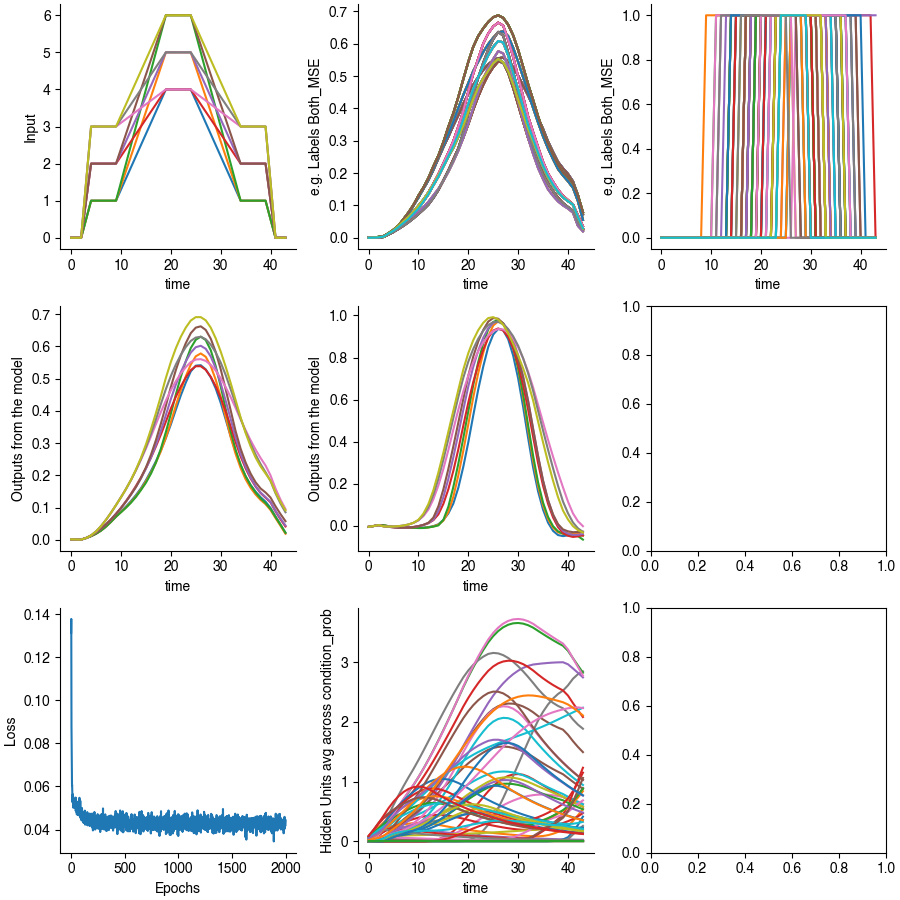 6
5
4
3
2
1
0
Input
0 10 20 30 40
time
0.7
0.6
0.5
0.4
0.3
0.2
0.1
0.0
e.g. Labels Both_MSE
0 10 20 30 40
time
1.0
0.8
0.6
0.4
0.2
0.0
e.g. Labels Both_MSE
0 10 20 30 40
time
0.7
0.6
0.5
0.4
0.3
0.2
0.1
0.0
Outputs from the model
0 10 20 30 40
time
1.0
0.8
0.6
0.4
0.2
0.0
Outputs from the model
0 10 20 30 40
time
1.0
0.8
0.6
0.4
0.2
0.0
0.0 0.2 0.4 0.6 0.8 1.0
0.14
0.12
0.10
0.08
0.06
0.04
Loss
0 500 1000 1500 2000
Epochs
3
2
1
0
Hidden Units avg across condition_prob
0 10 20 30 40
time
1.0
0.8
0.6
0.4
0.2
0.0
0.0 0.2 0.4 0.6 0.8 1.0